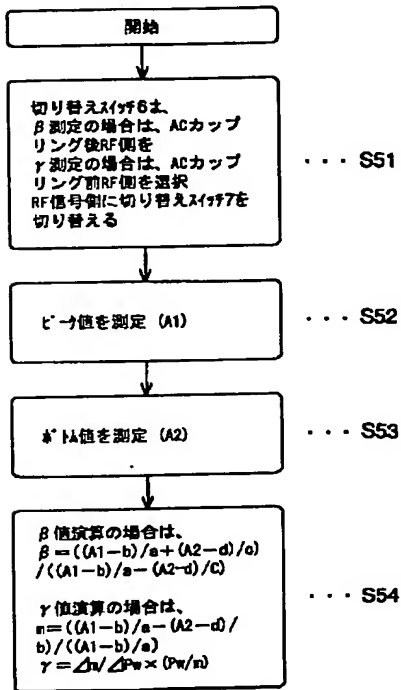 開始
切り替えｽｲｯﾁ6は、
β測定の場合は、ACカップ
リング後RF側を
γ測定の場合は、ACカップ
リング前RF側を選択
RF信号側に切り替えｽｲｯﾁ7を
切り替える
・・・S51
ﾋﾟｰｸ値を測定 (A1)
・・・S52
ﾎﾞﾄﾑ値を測定 (A2)
・・・S53
β値演算の場合は、
β=((A1-b)/a+(A2-d)/c)
/((A1-b)/a-(A2-d)/C)
γ値演算の場合は、
m=((A1-b)/a-(A2-d)/
b)/((A1-b)/a)
γ=⊿m/⊿Pw×(Pw/m)
・・・S54